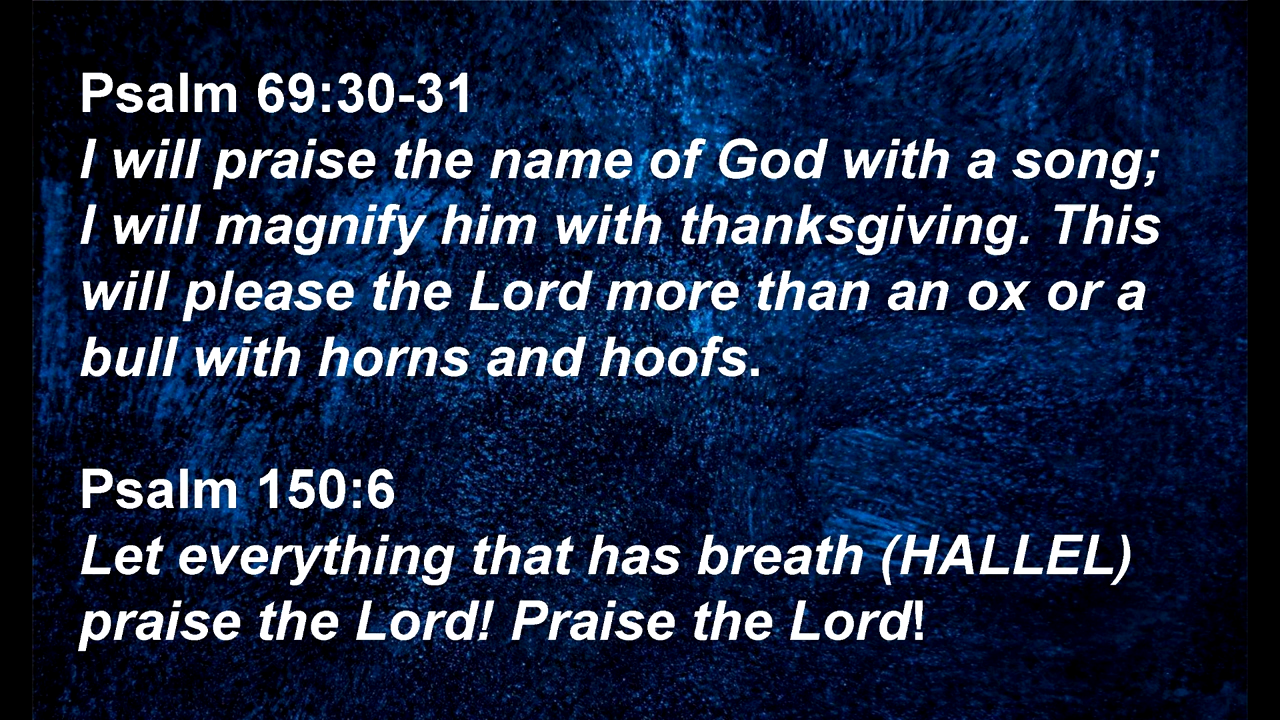 Psalm 69:30-31
I will praise the name of God with a song;
I will magnify him with thanksgiving. This
will please the Lord more than an ox or a
bull with horns and hoofs.
Psalm 150:6
Let everything that has breath (HALLEL)
praise the Lord! Praise the Lord!